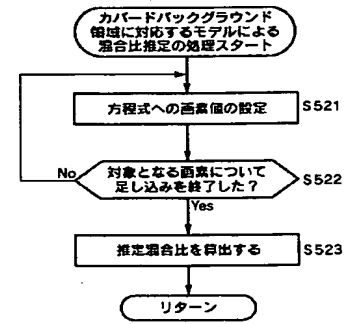 カバードバックグラウンド
領域に対応するモデルによる
混合比推定の処理スタート
方程式への画素値の設定
S521
No
対象となる画素について
足し込みを終了した?
S522
Yes
推定混合比を算出する
S523
リターン